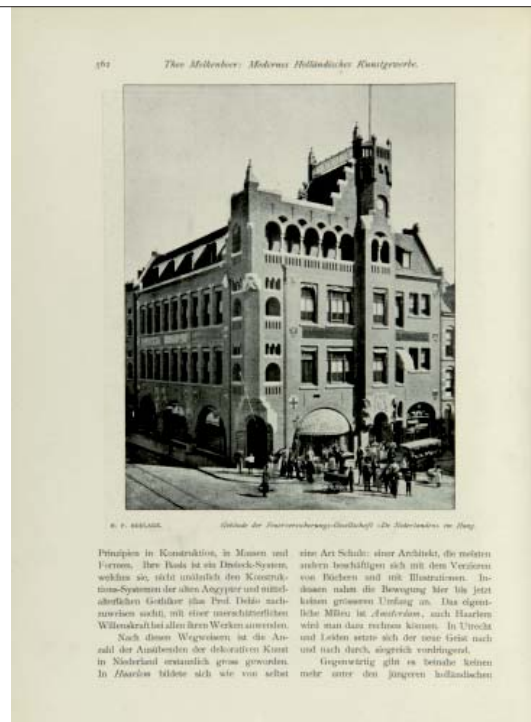 562
Theo Molkenboer: Modernes Holländisches Kunstgewerbe.
H. P. BERLAGE.
Gebäude der Feuerversicherungs-Gesellschaft »De Nederlanden« im Haag.
Prinzipien in Konstruktion, in Massen und
Formen. Ihre Basis ist ein Dreieck-System,
welches sie, nicht unähnlich den Konstruk-
tions-Systemen der alten Aegypter und mittel-
alterlichen Gothiker (das Prof. Dehio nach-
zuweisen sucht), mit einer unerschütterlichen
Willenskraft bei allen ihren Werken anwenden.
Nach diesen Wegweisern ist die An-
zahl der Ausübenden der dekorativen Kunst
in Niederland erstaunlich gross geworden.
In Haarlem bildete sich wie von selbst
eine Art Schule: einer Architekt, die meisten
andern beschäftigen sich mit dem Verzieren
von Büchern und mit Illustrationen. In-
dessen nahm die Bewegung hier bis jetzt
keinen grösseren Umfang an. Das eigent-
liche Milieu ist Amsterdam, auch Haarlem
wird man dazu rechnen können. In Utrecht
und Leiden setzte sich der neue Geist nach
und nach durch, siegreich vordringend.
Gegenwärtig gibt es beinahe keinen
mehr unter den jüngeren holländischen